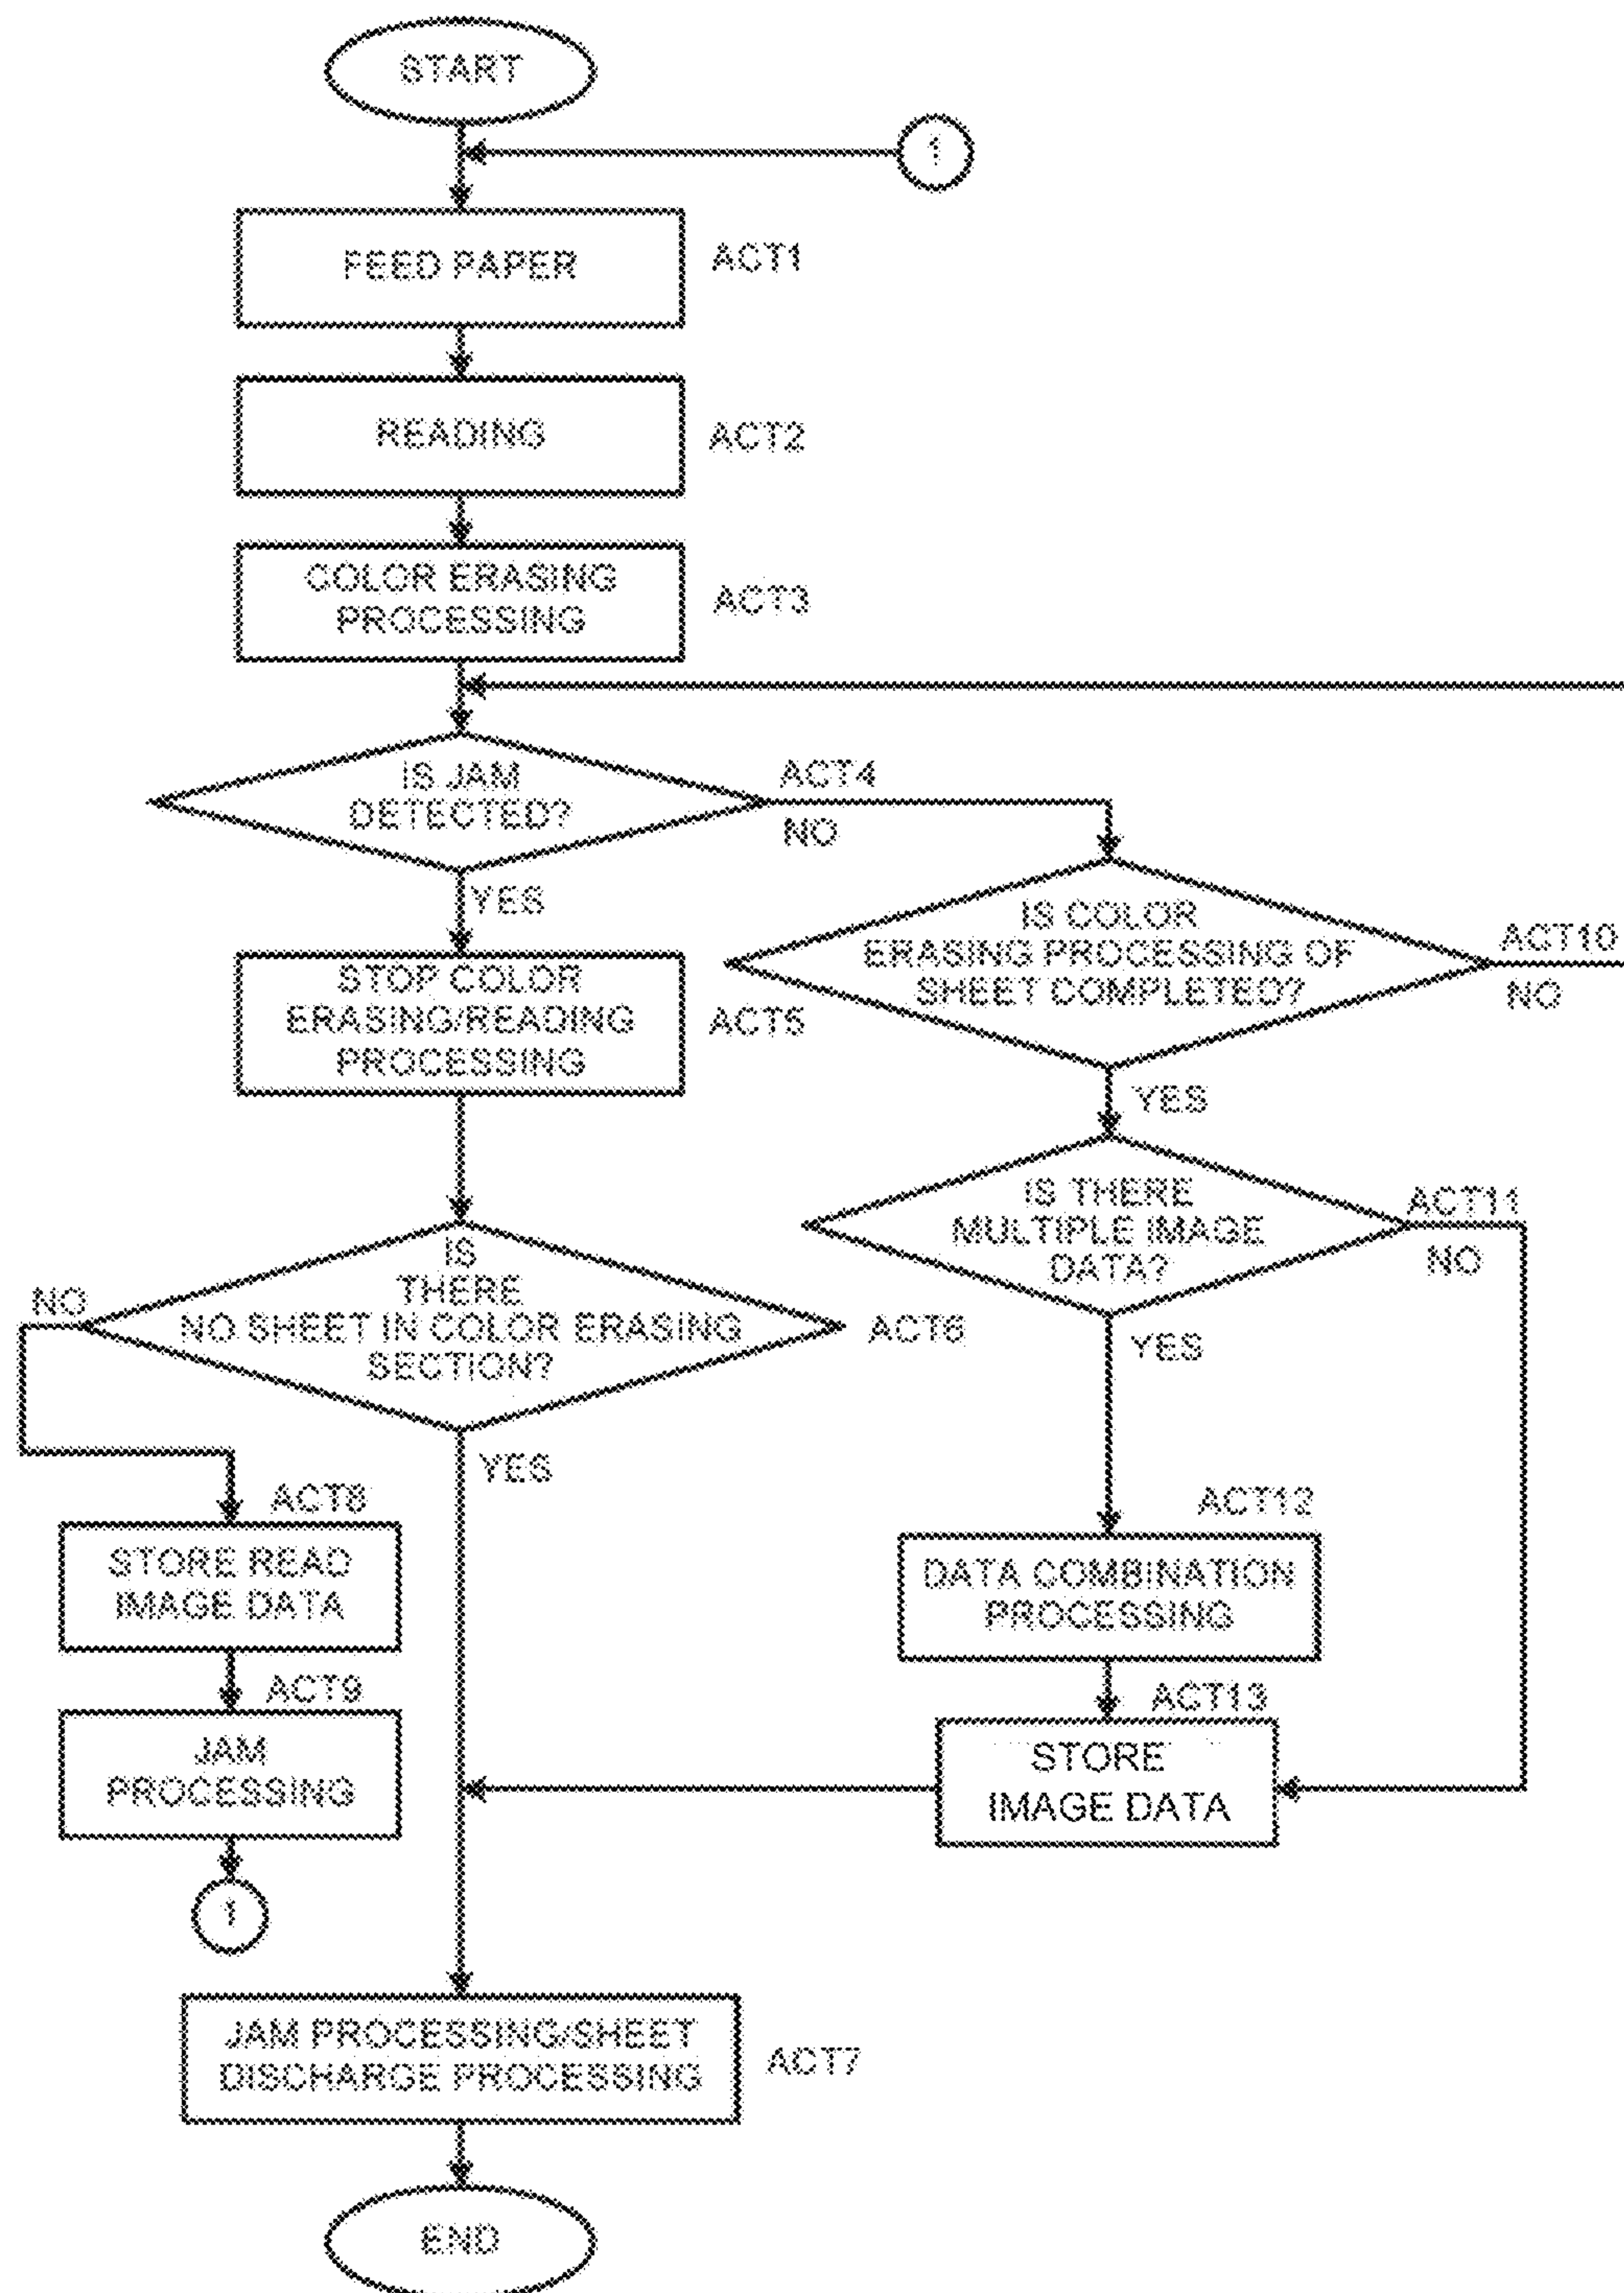 START
1
FEED PAPER
ACT1
READING
ACT2
COLOR ERASING
PROCESSING
ACT3
IS JAM
DETECTED?
ACT4
NO
YES
IS COLOR
ERASING PROCESSING OF
SHEET COMPLETED?
ACT10
NO
STOP COLOR
ERASING/READING
PROCESSING
ACT5
YES
IS THERE
MULTIPLE IMAGE
DATA?
ACT11
NO
IS
THERE
NO SHEET IN COLOR ERASING
SECTION?
NO
ACT6
YES
YES
ACT8
STORE READ
IMAGE DATA
ACT12
DATA COMBINATION
PROCESSING
ACT9
JAM
PROCESSING
ACT13
STORE
IMAGE DATA
1
JAM PROCESSING/SHEET
DISCHARGE PROCESSING
ACT7
END